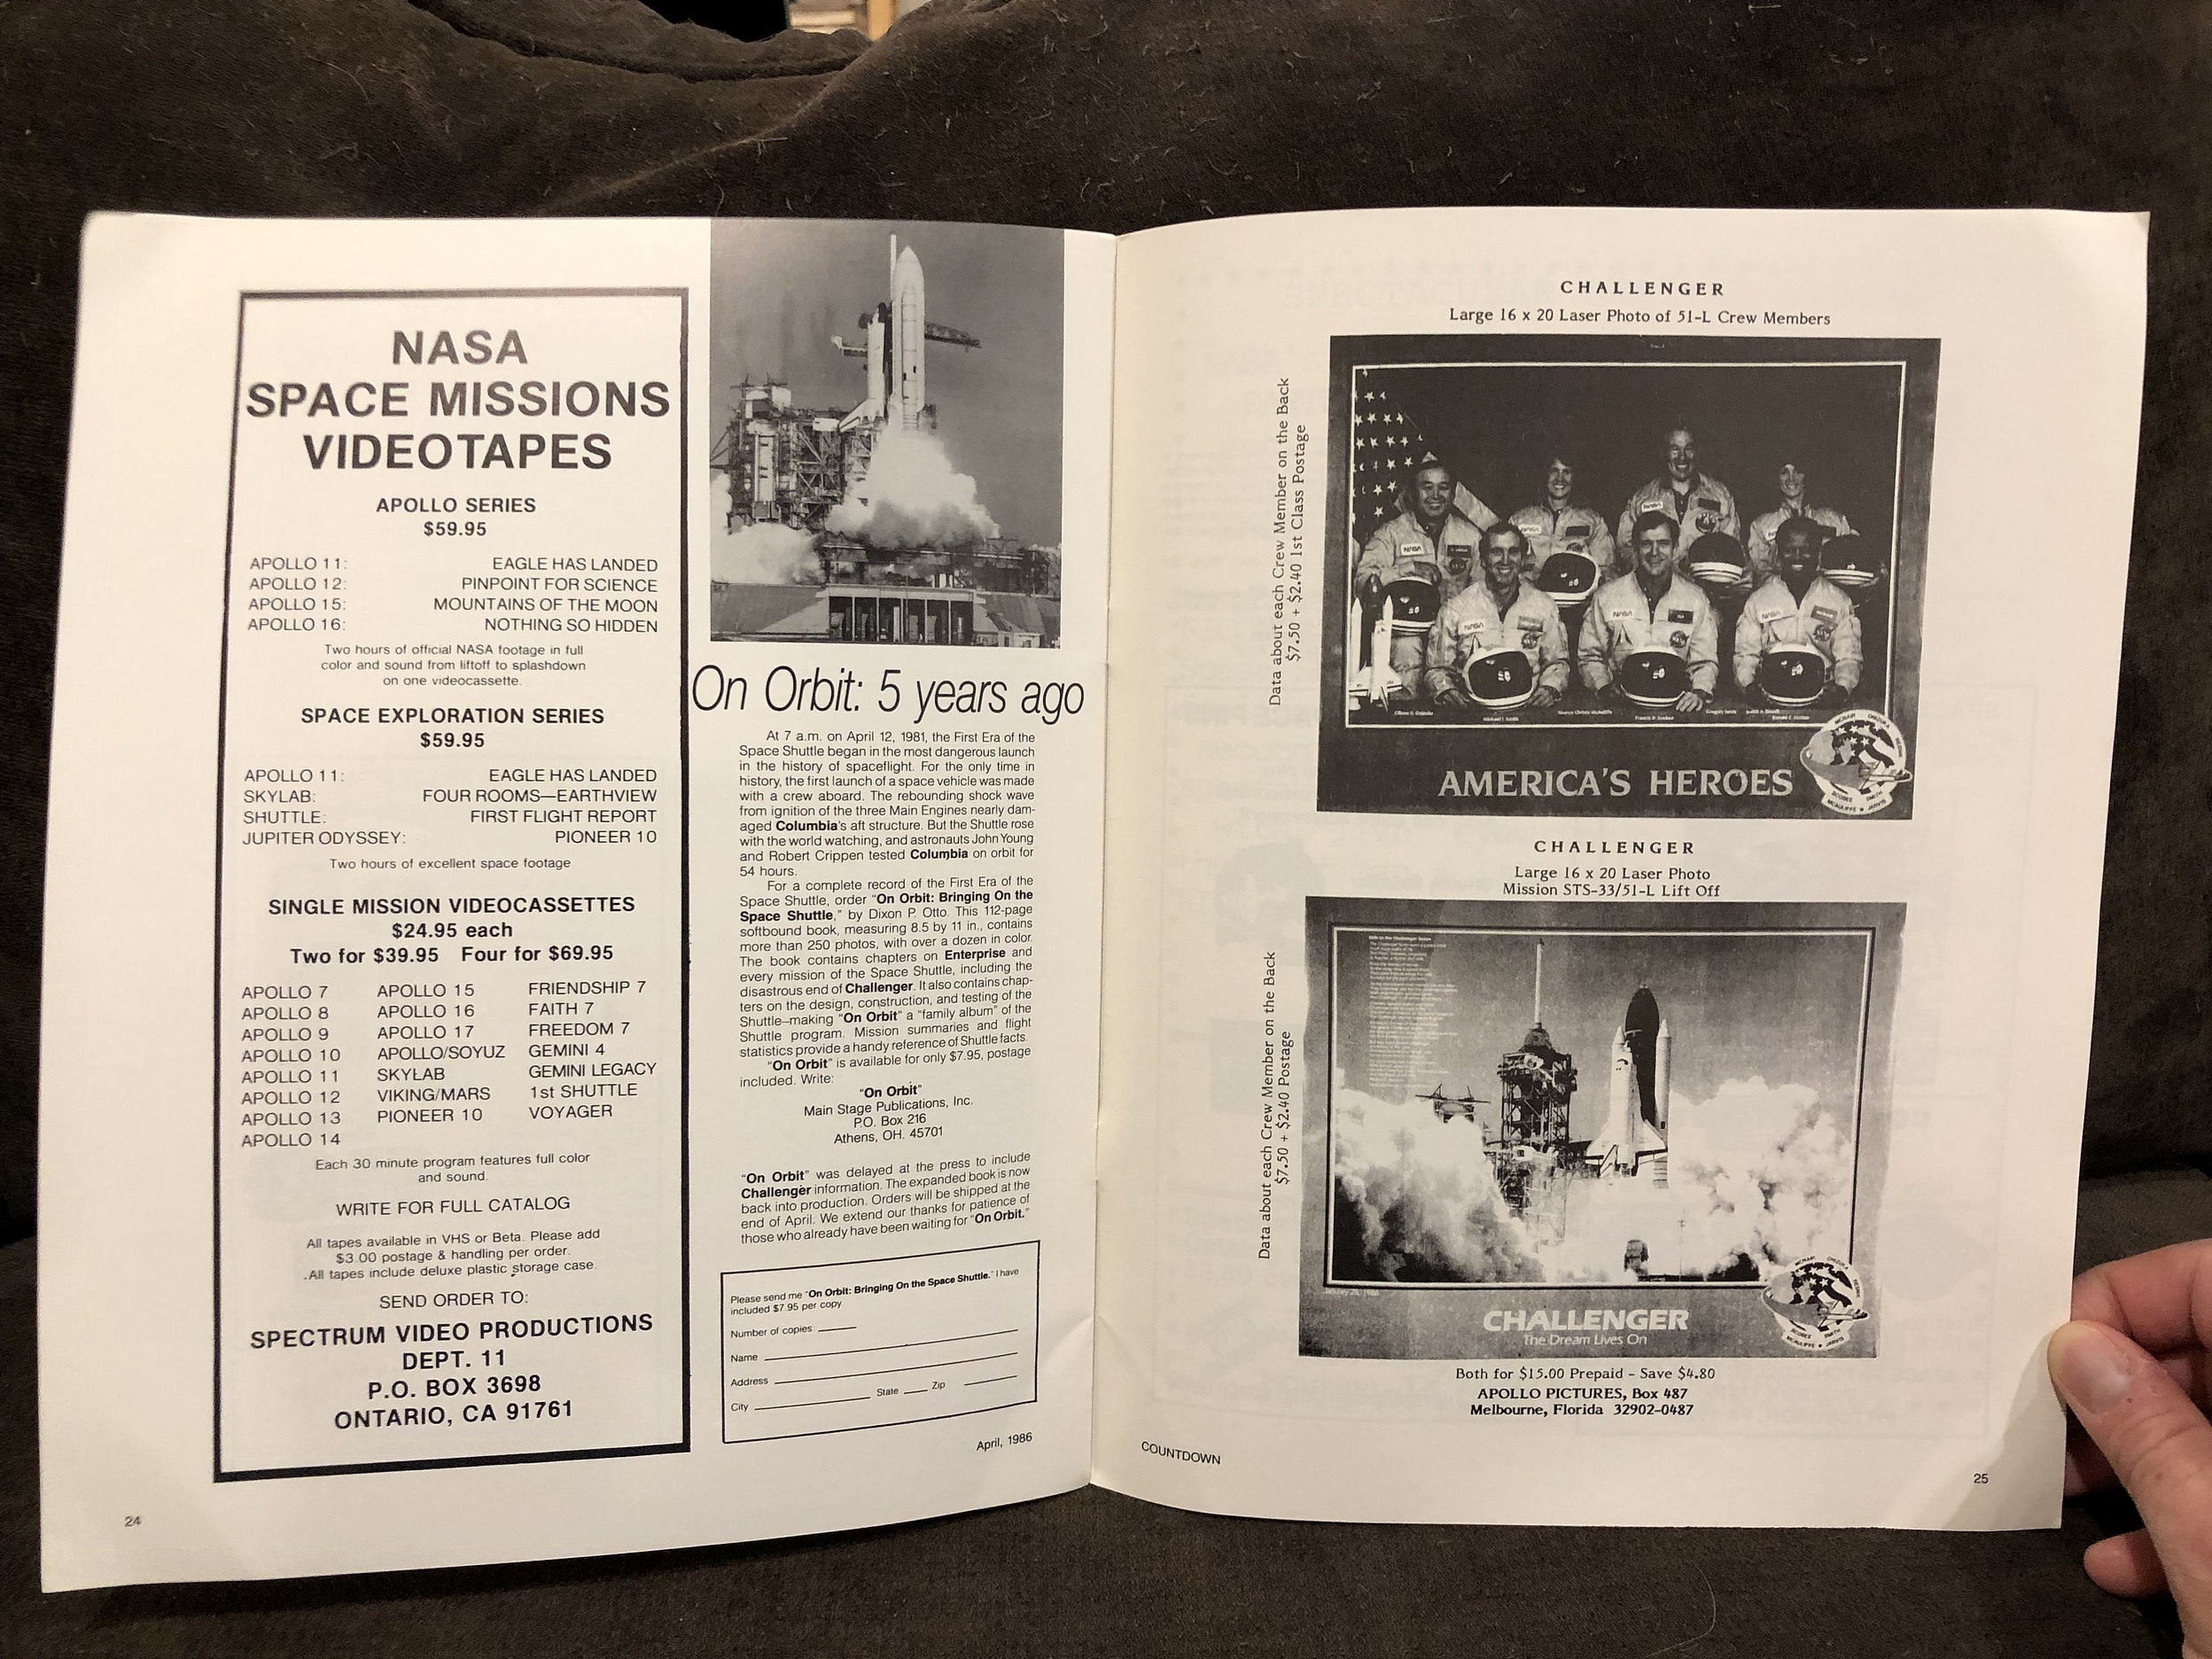 NASA
SPACE MISSIONS
VIDEOTAPES
APOLLO SERIES
$59.95
APOLLO 11: EAGLE HAS LANDED
APOLLO 12: PINPOINT FOR SCIENCE
APOLLO 15: MOUNTAINS OF THE MOON
APOLLO 16: NOTHING SO HIDDEN
Two hours of official NASA footage in full
color and sound from liftoff to splashdown
on one videocassette.
SPACE EXPLORATION SERIES
$59.95
APOLLO 11: EAGLE HAS LANDED
SKYLAB: FOUR ROOMS—EARTHVIEW
SHUTTLE: FIRST FLIGHT REPORT
JUPITER ODYSSEY: PIONEER 10
Two hours of excellent space footage
SINGLE MISSION VIDEOCASSETTES
$24.95 each
Two for $39.95 Four for $69.95
APOLLO 7 APOLLO 15 FRIENDSHIP 7
APOLLO 8 APOLLO 16 FAITH 7
APOLLO 9 APOLLO 17 FREEDOM 7
APOLLO 10 APOLLO/SOYUZ GEMINI 4
APOLLO 11 SKYLAB GEMINI LEGACY
APOLLO 12 VIKING/MARS 1st SHUTTLE
APOLLO 13 PIONEER 10 VOYAGER
APOLLO 14
Each 30 minute program features full color
and sound.
WRITE FOR FULL CATALOG
All tapes available in VHS or Beta. Please add
$3.00 postage & handling per order.
All tapes include deluxe plastic storage case.
SEND ORDER TO:
SPECTRUM VIDEO PRODUCTIONS
DEPT. 11
P.O. BOX 3698
ONTARIO, CA 91761
24
On Orbit: 5 years ago
At 7 a.m. on April 12, 1981, the First Era of the
Space Shuttle began in the most dangerous launch
in the history of spaceflight. For the only time in
history, the first launch of a space vehicle was made
with a crew aboard. The rebounding shock wave
from ignition of the three Main Engines nearly dam-
aged Columbia's aft structure. But the Shuttle rose
with the world watching, and astronauts John Young
and Robert Crippen tested Columbia on orbit for
54 hours.
For a complete record of the First Era of the
Space Shuttle, order "On Orbit: Bringing On the
Space Shuttle," by Dixon P. Otto. This 112-page
softbound book, measuring 8.5 by 11 in., contains
more than 250 photos, with over a dozen in color.
The book contains chapters on Enterprise and
every mission of the Space Shuttle, including the
disastrous end of Challenger. It also contains chap-
ters on the design, construction, and testing of the
Shuttle–making "On Orbit" a "family album" of the
Shuttle program. Mission summaries and flight
statistics provide a handy reference of Shuttle facts.
"On Orbit" is available for only $7.95, postage
included. Write:
"On Orbit"
Main Stage Publications, Inc.
P.O. Box 216
Athens, OH. 45701
"On Orbit" was delayed at the press to include
Challenger information. The expanded book is now
back into production. Orders will be shipped at the
end of April. We extend our thanks for patience of
those who already have been waiting for "On Orbit."
Please send me "On Orbit: Bringing On the Space Shuttle." I have
included $7.95 per copy
Number of copies
Name
Address
City State Zip
April, 1986
CHALLENGER
Large 16 x 20 Laser Photo of 51-L Crew Members
Data about each Crew Member on the Back
$7.50 + $2.40 1st Class Postage
NASA
NASA
NASA
NASA
NASA
NASA
Michael J. Smith
AMERICA'S HEROES
McNAIR ONIZUKA RESNIK
SCOBEE SMITH
McAULIFFE JARVIS
CHALLENGER
Large 16 x 20 Laser Photo
Mission STS-33/51-L Lift Off
Data about each Crew Member on the Back
$7.50 + $2.40 Postage
CHALLENGER
The Dream Lives On
SCOBEE SMITH
McAULIFFE JARVIS
Both for $15.00 Prepaid - Save $4.80
APOLLO PICTURES, Box 487
Melbourne, Florida 32902-0487
COUNTDOWN
25